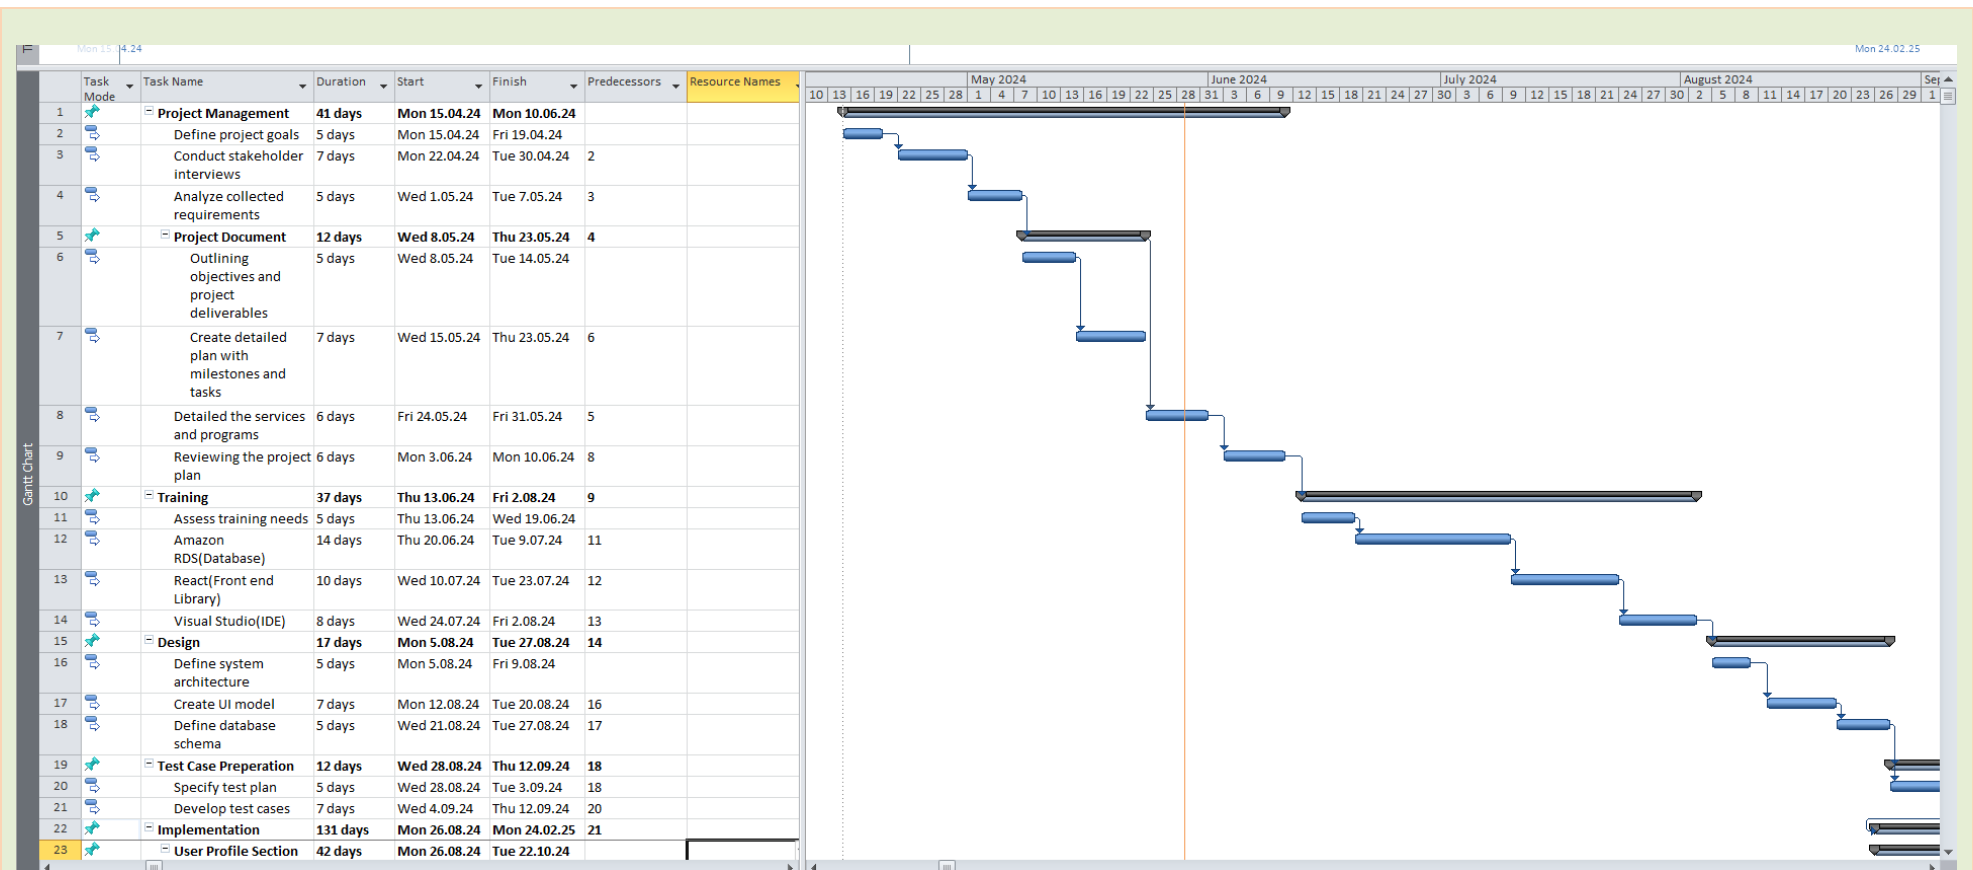 Mon 15.04.24 Mon 24.02.25
Task Mode Task Name Duration Start Finish Predecessors Resource Names
May 2024 June 2024 July 2024 August 2024
10 13 16 19 22 25 28 1 4 7 10 13 16 19 22 25 28 31 3 6 9 12 15 18 21 24 27 30 3 6 9 12 15 18 21 24 27 30 2 5 8 11 14 17 20 23 26 29 1
Gantt Chart
1 Project Management 41 days Mon 15.04.24 Mon 10.06.24
2 Define project goals 5 days Mon 15.04.24 Fri 19.04.24
3 Conduct stakeholder 7 days Mon 22.04.24 Tue 30.04.24 2
interviews
4 Analyze collected 5 days Wed 1.05.24 Tue 7.05.24 3
requirements
5 Project Document 12 days Wed 8.05.24 Thu 23.05.24 4
6 Outlining 5 days Wed 8.05.24 Tue 14.05.24
objectives and
project
deliverables
7 Create detailed 7 days Wed 15.05.24 Thu 23.05.24 6
plan with
milestones and
tasks
8 Detailed the services 6 days Fri 24.05.24 Fri 31.05.24 5
and programs
9 Reviewing the project 6 days Mon 3.06.24 Mon 10.06.24 8
plan
10 Training 37 days Thu 13.06.24 Fri 2.08.24 9
11 Assess training needs 5 days Thu 13.06.24 Wed 19.06.24
12 Amazon 14 days Thu 20.06.24 Tue 9.07.24 11
RDS(Database)
13 React(Front end 10 days Wed 10.07.24 Tue 23.07.24 12
Library)
14 Visual Studio(IDE) 8 days Wed 24.07.24 Fri 2.08.24 13
15 Design 17 days Mon 5.08.24 Tue 27.08.24 14
16 Define system 5 days Mon 5.08.24 Fri 9.08.24
architecture
17 Create UI model 7 days Mon 12.08.24 Tue 20.08.24 16
18 Define database 5 days Wed 21.08.24 Tue 27.08.24 17
schema
19 Test Case Preperation 12 days Wed 28.08.24 Thu 12.09.24 18
20 Specify test plan 5 days Wed 28.08.24 Tue 3.09.24 18
21 Develop test cases 7 days Wed 4.09.24 Thu 12.09.24 20
22 Implementation 131 days Mon 26.08.24 Mon 24.02.25 21
23 User Profile Section 42 days Mon 26.08.24 Tue 22.10.24